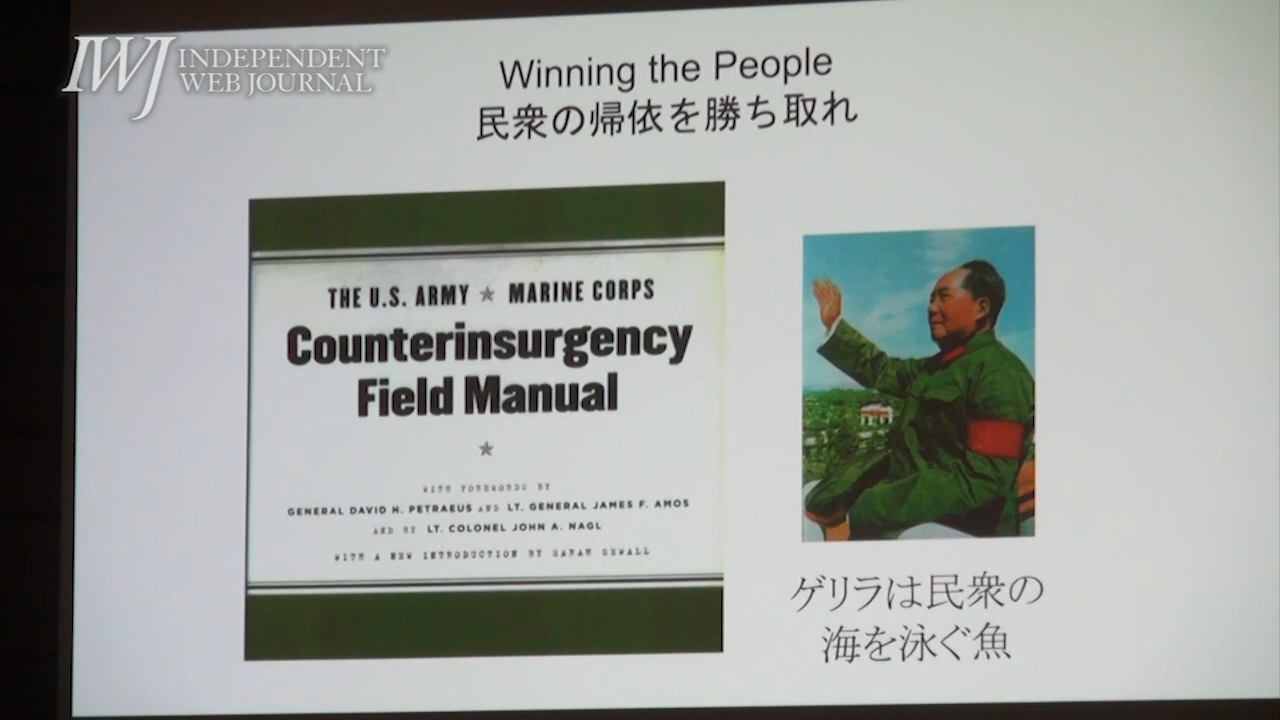 IWJ INDEPENDENT
WEB JOURNAL
Winning the People
民衆の帰依を勝ち取れ
THE U.S. ARMY ★ MARINE CORPS
Counterinsurgency
Field Manual
★
WITH FOREWORDS BY
GENERAL DAVID H. PETRAEUS AND LT. GENERAL JAMES F. AMOS
AND BY LT. COLONEL JOHN A. NAGL
WITH A NEW INTRODUCTION BY SARAH SEWALL
ゲリラは民衆の
海を泳ぐ魚